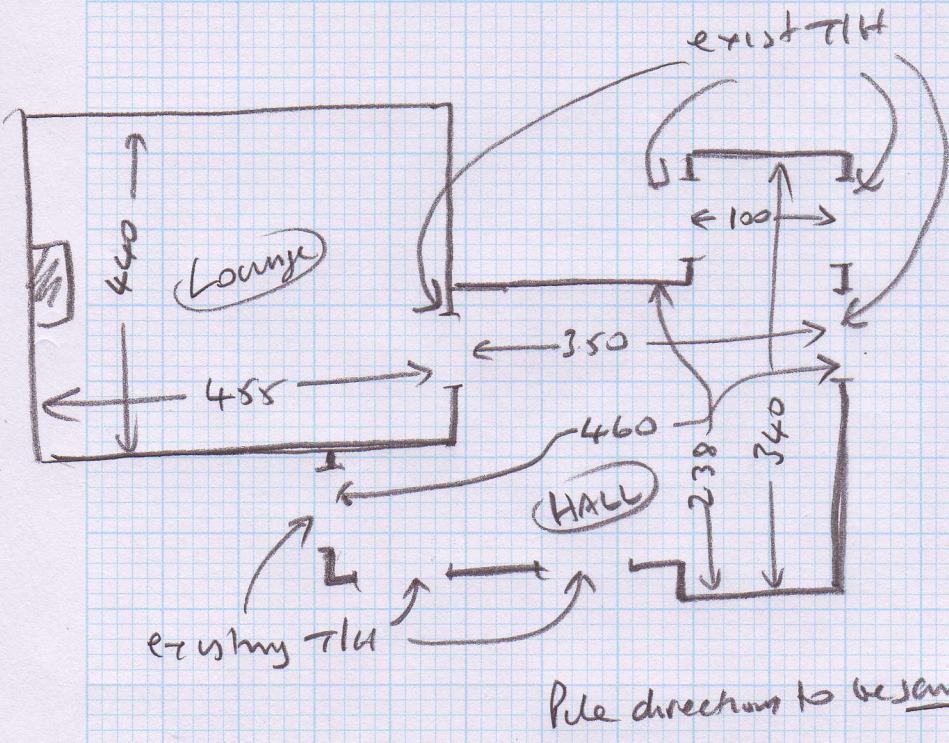 exist T/H
100
440
Lounge
350
455
460
238
340
HALL
existing T/H
Pile direction to be